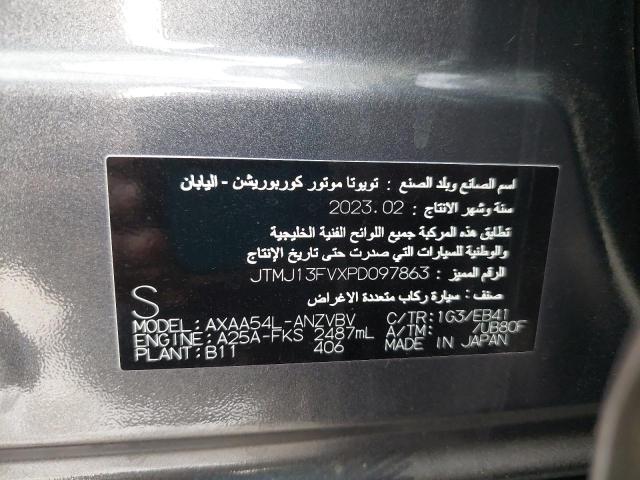 اسم الصانع وبلد الصنع : تويوتا موتور كوربوريشن - اليابان
سنة وشهر الانتاج : 2023.02
تطابق هذه المركبة جميع اللوائح الفنية الخليجية
والوطنية للسيارات التي صدرت حتى تاريخ الإنتاج
الرقم المميز : JTMJ13FVXPD097863
صنف : سيارة ركاب متعددة الاغراض
S
MODEL: AXAA54L-ANZVBV C/TR: 1G3/EB41
ENGINE: A25A-FKS 2487mL A/TM: /UB80F
PLANT: B11 406 MADE IN JAPAN